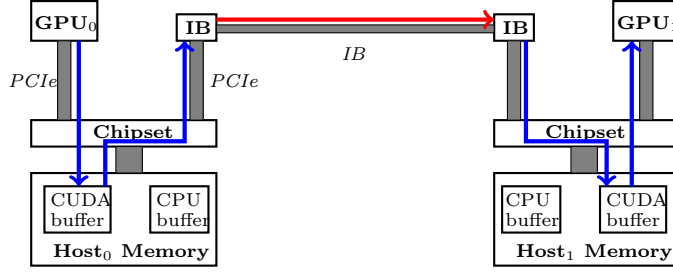 GPU₀
IB
IB
GPU₁
PCIe
PCIe
IB
Chipset
Chipset
CUDA
buffer
CPU
buffer
CPU
buffer
CUDA
buffer
Host₀ Memory
Host₁ Memory